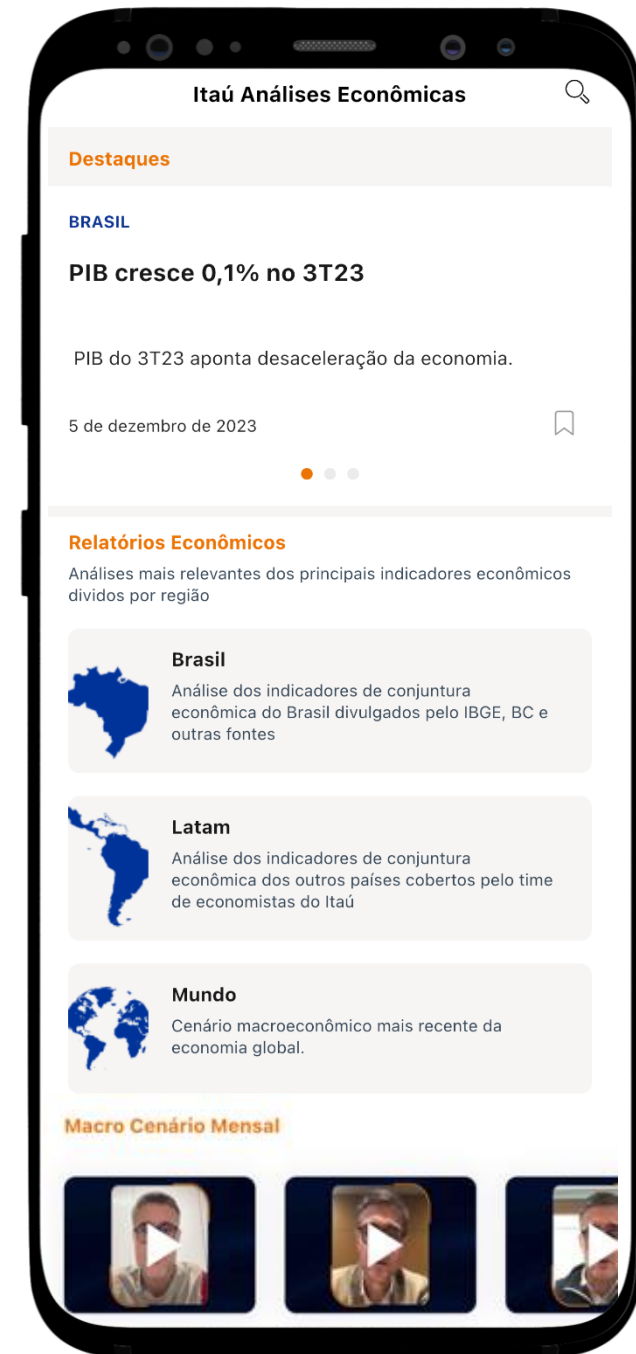 Itaú Análises Econômicas
Destaques
BRASIL
PIB cresce 0,1% no 3T23
PIB do 3T23 aponta desaceleração da economia.
5 de dezembro de 2023
Relatórios Econômicos
Análises mais relevantes dos principais indicadores econômicos
dividos por região
Brasil
Análise dos indicadores de conjuntura
econômica do Brasil divulgados pelo IBGE, BC e
outras fontes
Latam
Análise dos indicadores de conjuntura
econômica dos outros países cobertos pelo time
de economistas do Itaú
Mundo
Cenário macroeconômico mais recente da
economia global.
Macro Cenário Mensal